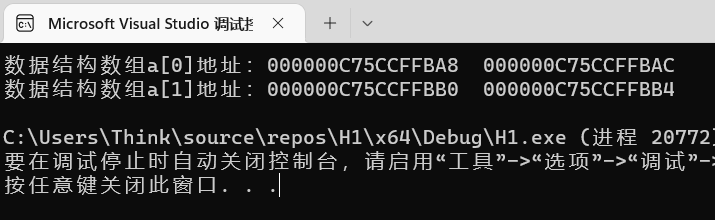 Microsoft Visual Studio 调试控
数据结构数组a[0]地址：000000C75CCFFBA8  000000C75CCFFBAC
数据结构数组a[1]地址：000000C75CCFFBB0  000000C75CCFFBB4
C:\Users\Think\source\repos\H1\x64\Debug\H1.exe (进程 20772)
要在调试停止时自动关闭控制台，请启用“工具”->“选项”->“调试”->
按任意键关闭此窗口. . .